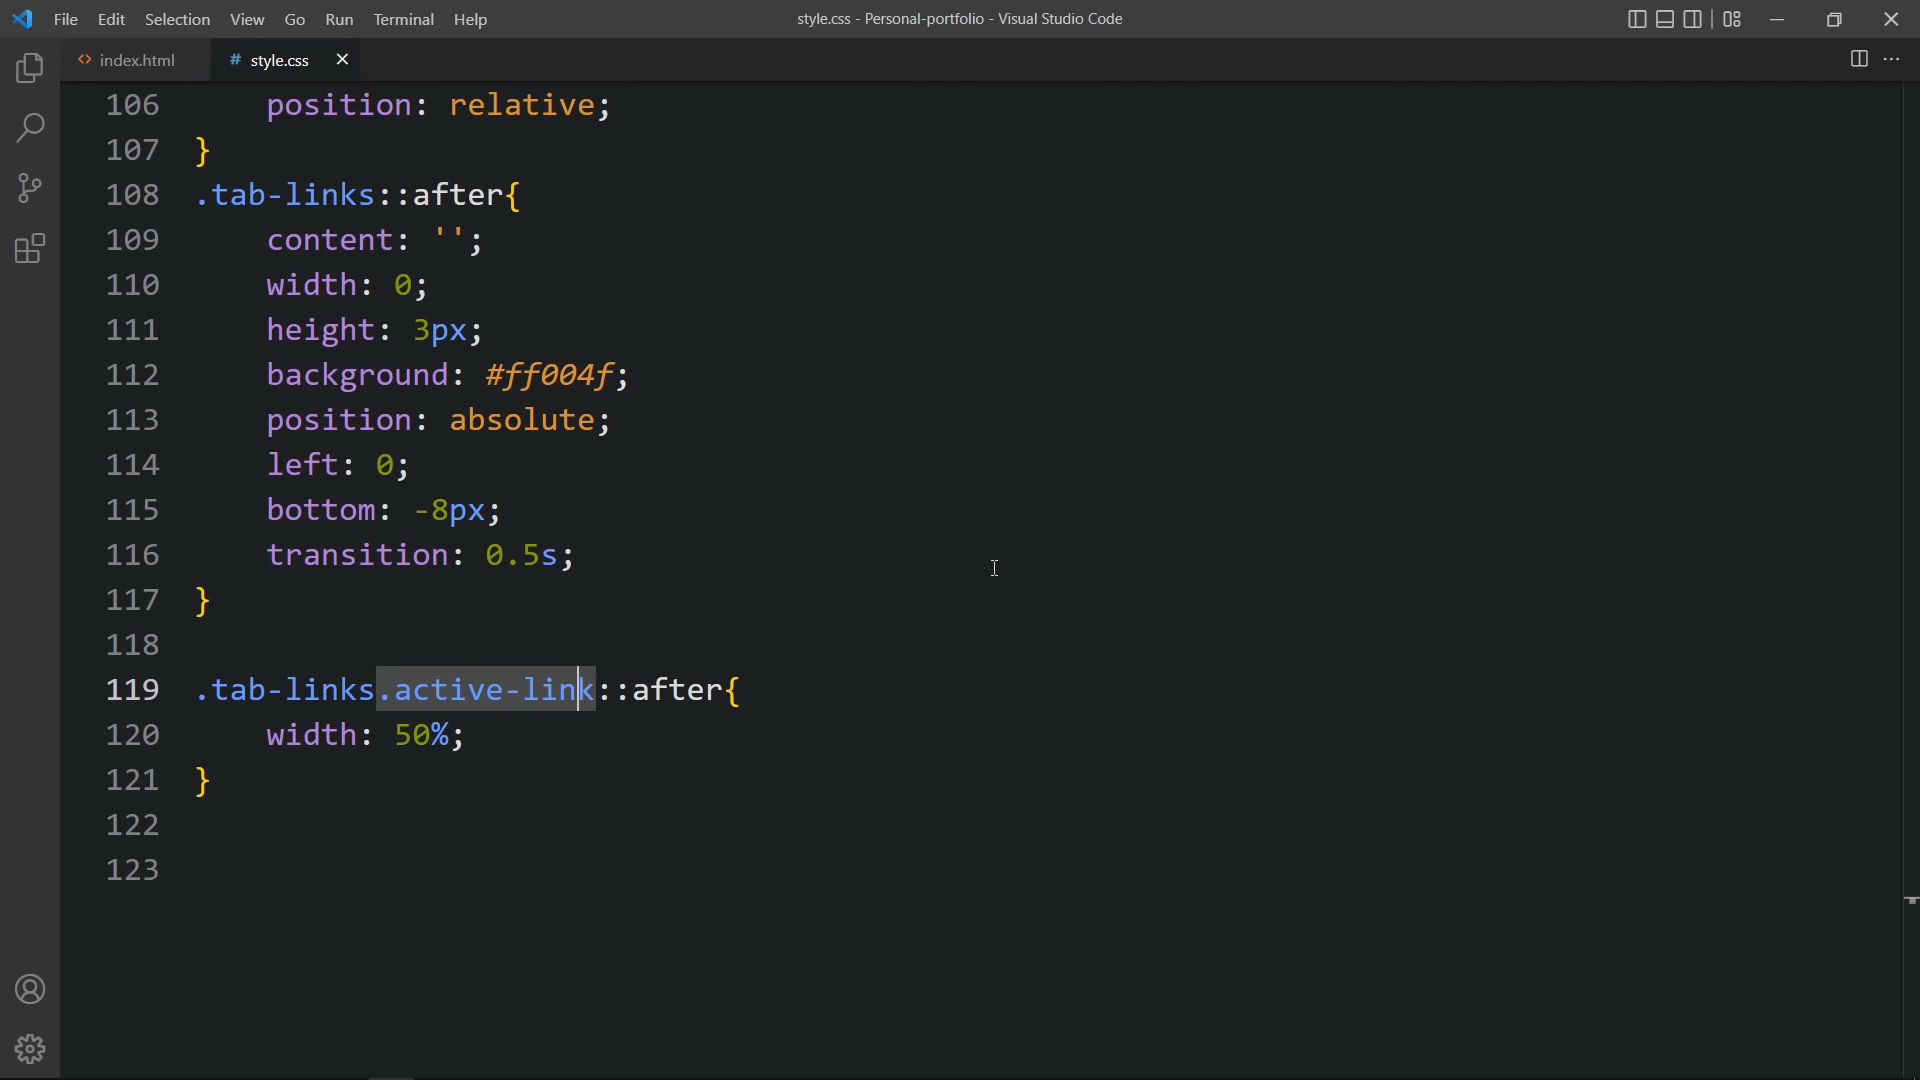 File Edit Selection View Go Run Terminal Help
style.css - Personal-portfolio - Visual Studio Code
<> index.html
# style.css
106 position: relative;
107 }
108 .tab-links::after{
109 content: '';
110 width: 0;
111 height: 3px;
112 background: #ff004f;
113 position: absolute;
114 left: 0;
115 bottom: -8px;
116 transition: 0.5s;
117 }
118
119 .tab-links.active-link::after{
120 width: 50%;
121 }
122
123